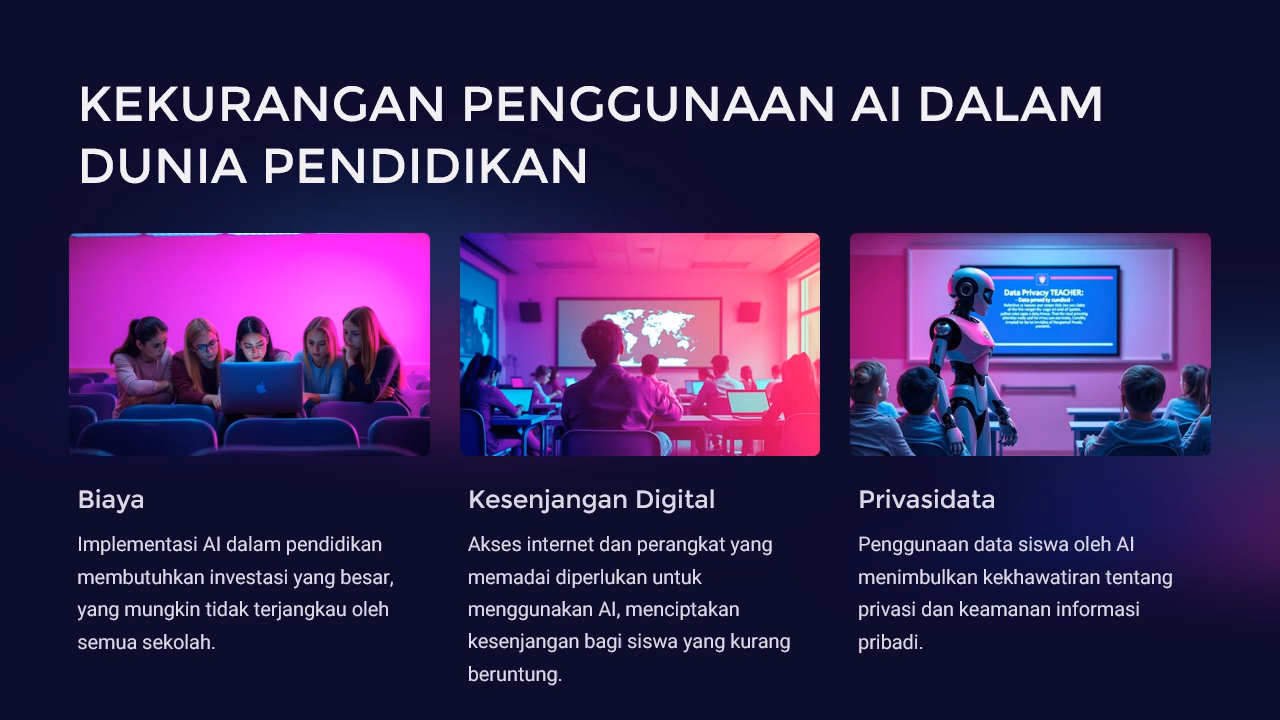 KEKURANGAN PENGGUNAAN AI DALAM
DUNIA PENDIDIKAN
Data Privacy TEACHER:
Biaya
Implementasi AI dalam pendidikan
membutuhkan investasi yang besar,
yang mungkin tidak terjangkau oleh
semua sekolah.
Kesenjangan Digital
Akses internet dan perangkat yang
memadai diperlukan untuk
menggunakan AI, menciptakan
kesenjangan bagi siswa yang kurang
beruntung.
Privasidata
Penggunaan data siswa oleh AI
menimbulkan kekhawatiran tentang
privasi dan keamanan informasi
pribadi.